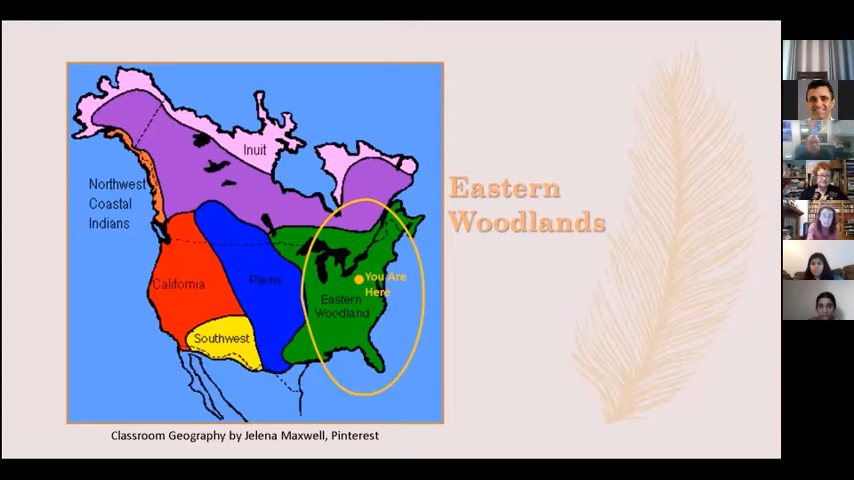 Inuit
Northwest
Coastal
Indians
California
Plains
You Are
Here
Eastern
Woodland
Southwest
Eastern
Woodlands
Classroom Geography by Jelena Maxwell, Pinterest